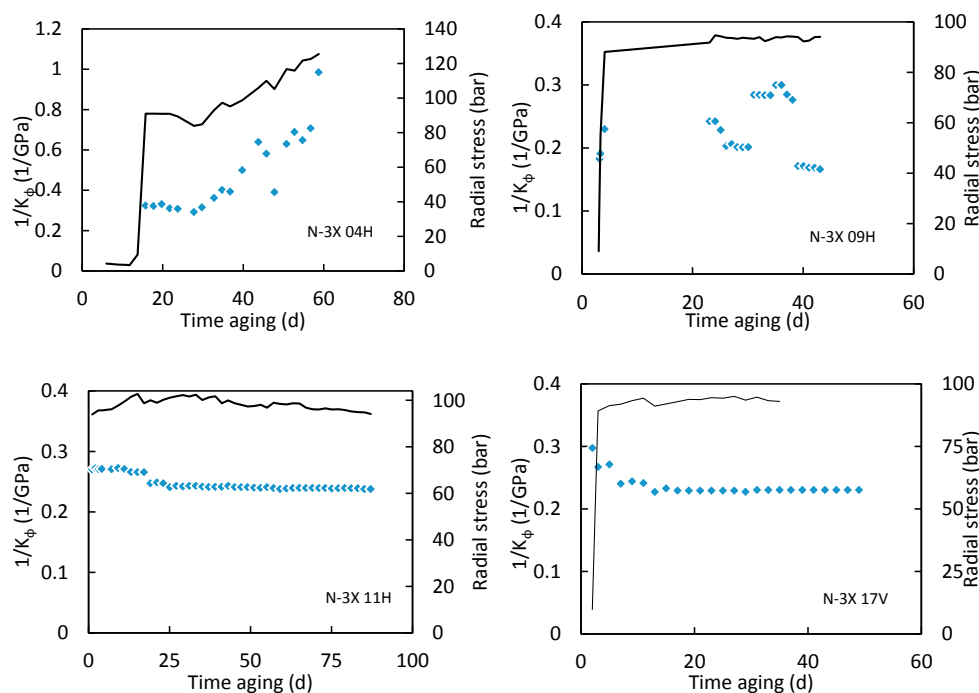 1.2 140 0.4 100
1 120
0.8 100 0.3 75
0.6 80 0.2 50
0.4 60
0.2 40 0.1 25
20
0 0 0 0
1/Kϕ (1/GPa)
Radial stress (bar)
N-3X 04H
0 20 40 60 80
Time aging (d)
1/Kϕ (1/GPa)
Radial stress (bar)
N-3X 09H
0 20 40 60
Time aging (d)
0.4 100
0.3 80
0.2 60
0.1 40
20
0 0
1/Kϕ (1/GPa)
Radial stress (bar)
N-3X 11H
0 25 50 75 100
Time aging (d)
0.4 100
0.3 75
0.2 50
0.1 25
0 0
1/Kϕ (1/GPa)
Radial stress (bar)
N-3X 17V
0 20 40 60
Time aging (d)